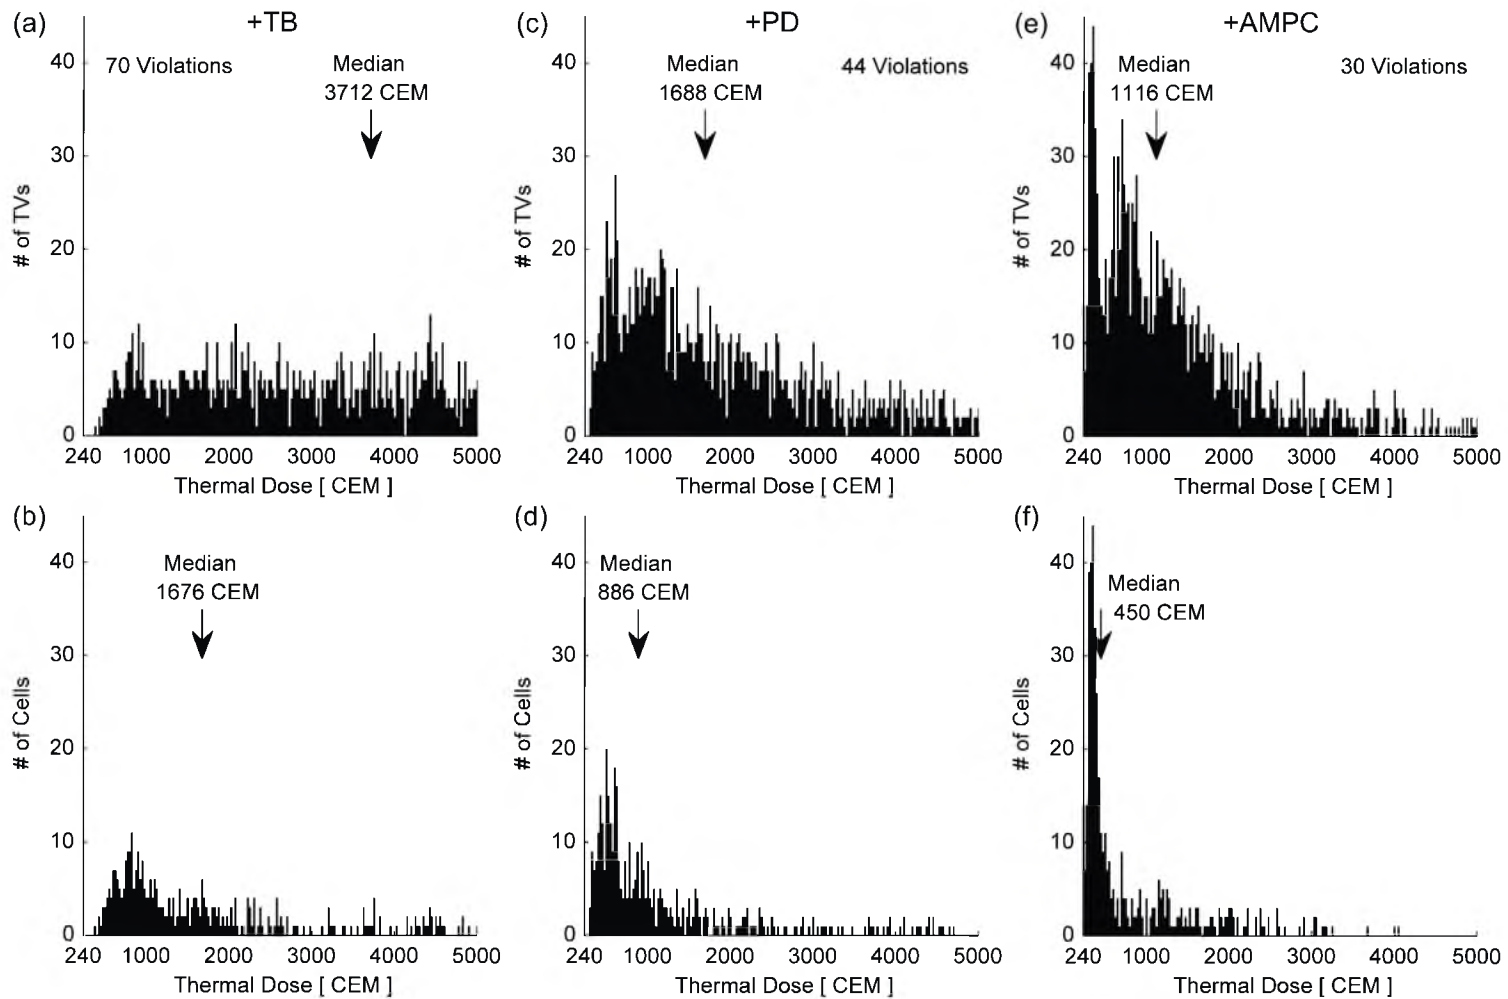 (a) +TB
70 Violations
Median
3712 CEM
# of TVs
40
30
20
10
0
240 1000 2000 3000 4000 5000
Thermal Dose [ CEM ]
(c) +PD
Median
1688 CEM
44 Violations
# of TVs
40
30
20
10
0
240 1000 2000 3000 4000 5000
Thermal Dose [ CEM ]
(e) +AMPC
Median
1116 CEM
30 Violations
# of TVs
40
30
20
10
0
240 1000 2000 3000 4000 5000
Thermal Dose [ CEM ]
(b)
Median
1676 CEM
# of Cells
40
30
20
10
0
240 1000 2000 3000 4000 5000
Thermal Dose [ CEM ]
(d)
Median
886 CEM
# of Cells
40
30
20
10
0
240 1000 2000 3000 4000 5000
Thermal Dose [ CEM ]
(f)
Median
450 CEM
# of Cells
40
30
20
10
0
240 1000 2000 3000 4000 5000
Thermal Dose [ CEM ]